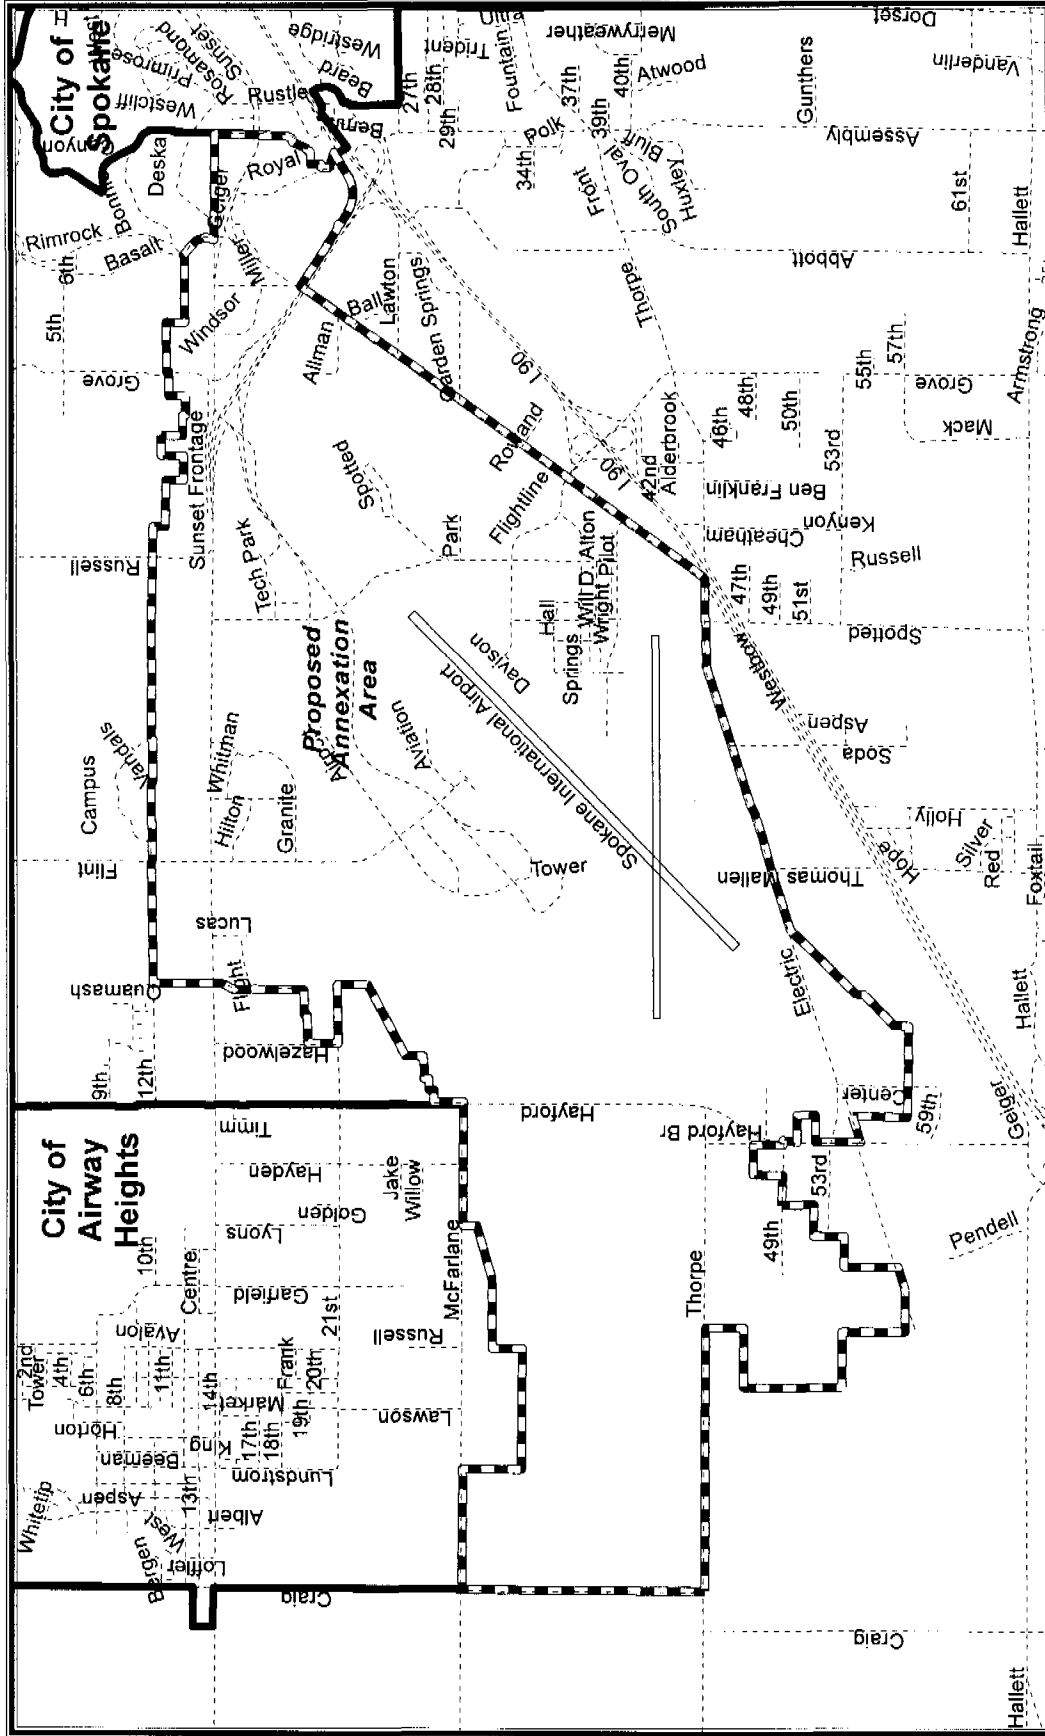 City of
Spokane
H
West
Primrose
Rosamond
Sunset
Westridge
Beard
Westcliff
Rustle
Canyon
Deska
Royal
Geiger
Rimrock
6th
Basalt
Miller
5th
Windsor
Grove
Sunset Frontage
Allman
Ball
Lawton
Trident
27th
28th
29th
Ultra
Fountain
Merryweather
37th
39th
40th
Atwood
Gunthers
Dorset
Vanderlin
Polk
34th
Front
South Oval
Bluff
Huxley
Assembly
61st
Hallett
Abbott
Thorpe
I 90
Rowland
Spotted
Park
Flightline
I 90
42nd
Alderbrook
46th
48th
50th
53rd
55th
57th
Grove
Mack
Armstrong
Ben Franklin
Kenyon
Cheatham
Russell
47th
49th
51st
Spotted
Russell
Tech Park
Alton
Will D
Pilot
Wright
Hall
Springs
Davison
Spokane International Airport
Proposed
Annexation
Area
Aviation
Westbow
Aspen
Soda
Campus
Vandals
Whitman
Hilton
Granite
Flint
Tower
Thomas Mallen
Hope
Holly
Silver
Red
Foxtail
Lucas
Flight
Electric
Hallett
Hazelwood
9th
12th
Hayford
Hayford Br
Center
59th
Geiger
City of
Airway
Heights
Timm
Hayden
Golden
Lyons
Jake
Willow
McFarlane
Thorpe
49th
53rd
Pendell
10th
Centre
Garfield
21st
Russell
Avalon
2nd
Tower
4th
6th
8th
11th
14th
Frank
20th
Market
19th
Lawson
Horton
Beeman
King
17th
18th
Lundstrom
Aspen
13th
Albert
Whitetip
West
Bergen
Loffler
Craig
Craig
Hallett